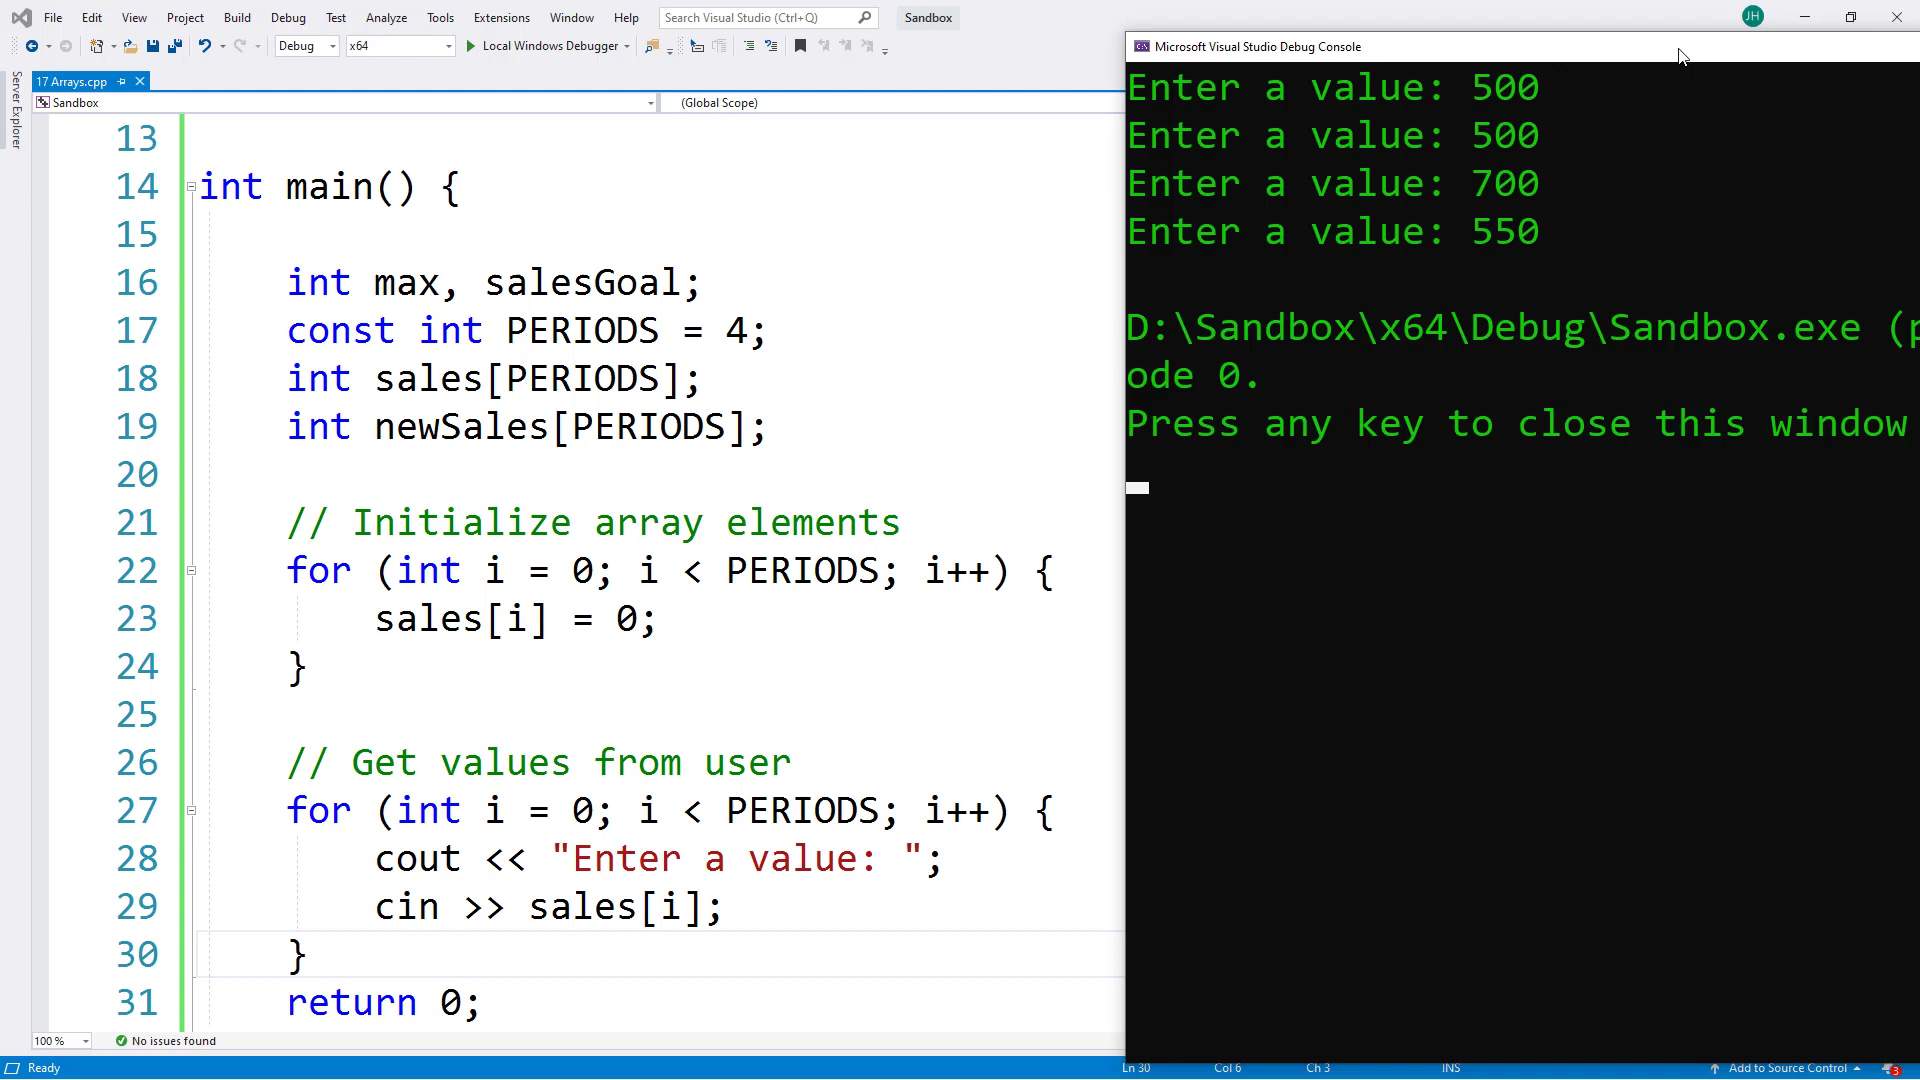 File Edit View Project Build Debug Test Analyze Tools Extensions Window Help Search Visual Studio (Ctrl+Q) Sandbox JH
Debug x64 Local Windows Debugger
Server Explorer
17 Arrays.cpp
Sandbox (Global Scope)
13
14 int main() {
15
16 int max, salesGoal;
17 const int PERIODS = 4;
18 int sales[PERIODS];
19 int newSales[PERIODS];
20
21 // Initialize array elements
22 for (int i = 0; i < PERIODS; i++) {
23 sales[i] = 0;
24 }
25
26 // Get values from user
27 for (int i = 0; i < PERIODS; i++) {
28 cout << "Enter a value: ";
29 cin >> sales[i];
30 }
31 return 0;
100 % No issues found
Microsoft Visual Studio Debug Console
Enter a value: 500
Enter a value: 500
Enter a value: 700
Enter a value: 550
D:\Sandbox\x64\Debug\Sandbox.exe (p
ode 0.
Press any key to close this window
Ready Ln 30 Col 6 Ch 3 INS Add to Source Control 3